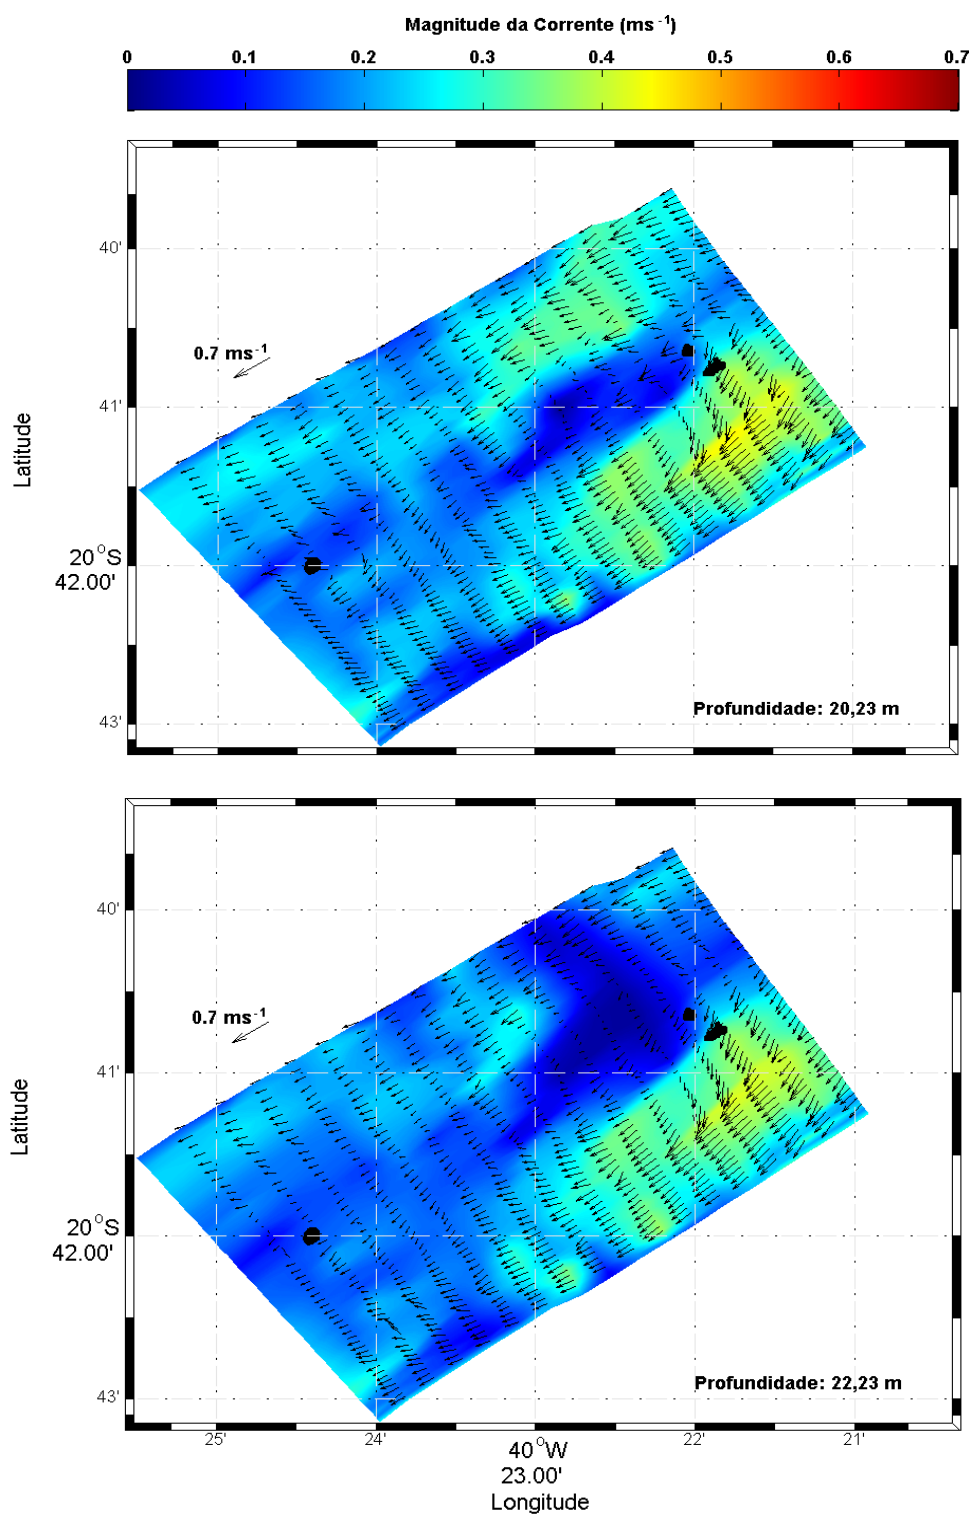 Magnitude da Corrente (ms⁻¹)
0 0.1 0.2 0.3 0.4 0.5 0.6 0.7
40'
0.7 ms⁻¹
41'
Latitude
20°S
42.00'
43'
Profundidade: 20,23 m
40'
0.7 ms⁻¹
41'
Latitude
20°S
42.00'
43'
Profundidade: 22,23 m
25' 24' 40°W 22' 21'
23.00'
Longitude